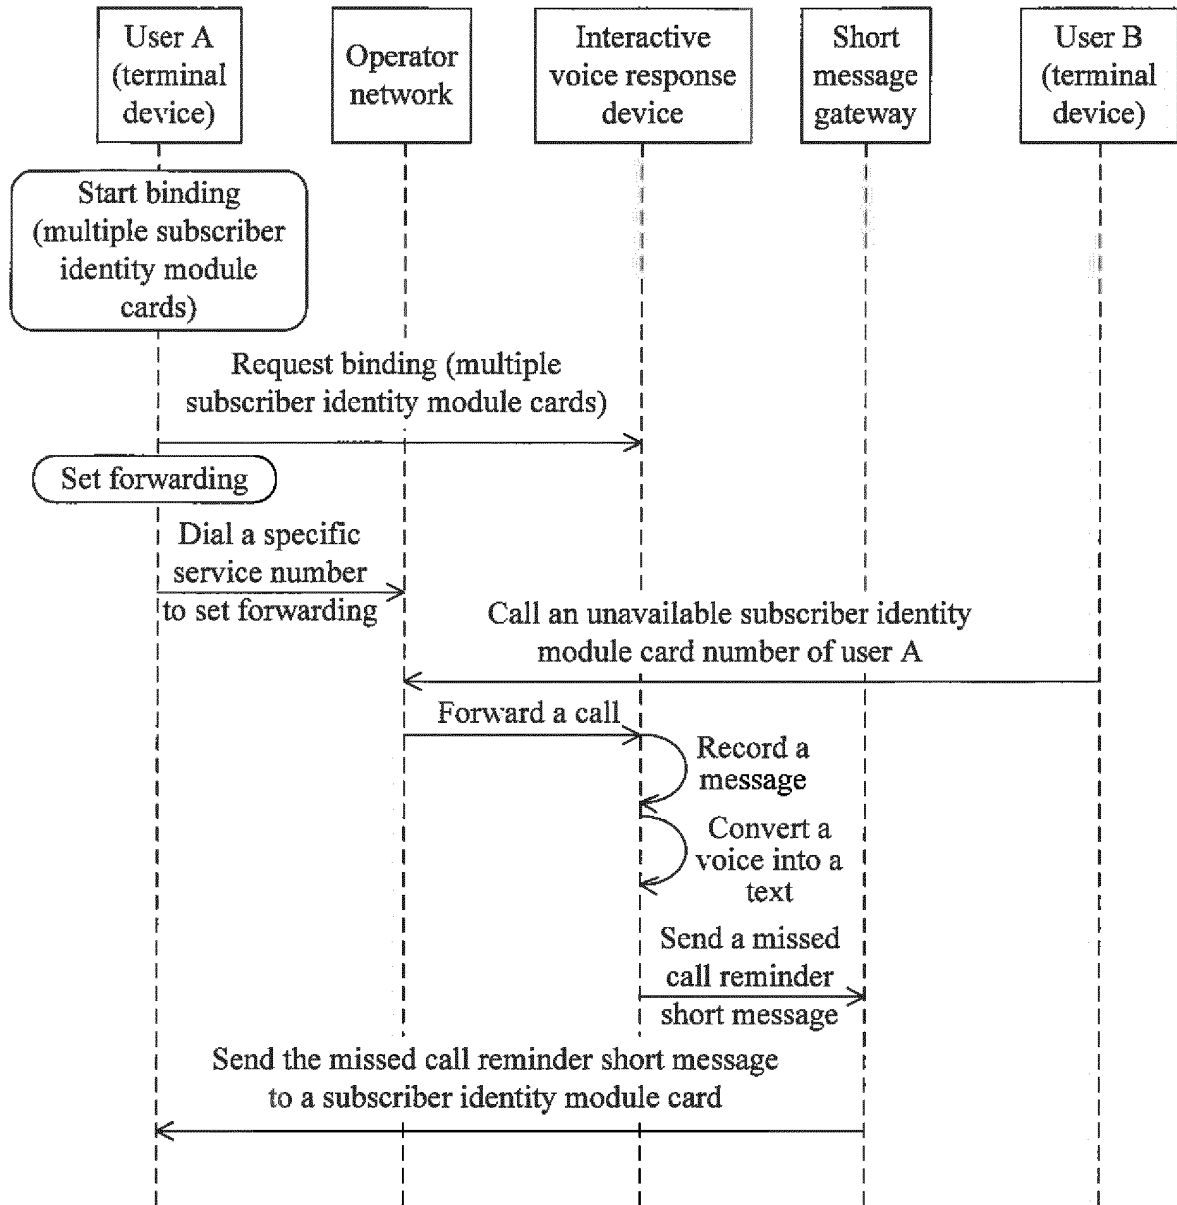 User A
(terminal
device)
Operator
network
Interactive
voice response
device
Short
message
gateway
User B
(terminal
device)
Start binding
(multiple subscriber
identity module
cards)
Request binding (multiple
subscriber identity module cards)
Set forwarding
Dial a specific
service number
to set forwarding
Call an unavailable subscriber identity
module card number of user A
Forward a call
Record a
message
Convert a
voice into a
text
Send a missed
call reminder
short message
Send the missed call reminder short message
to a subscriber identity module card